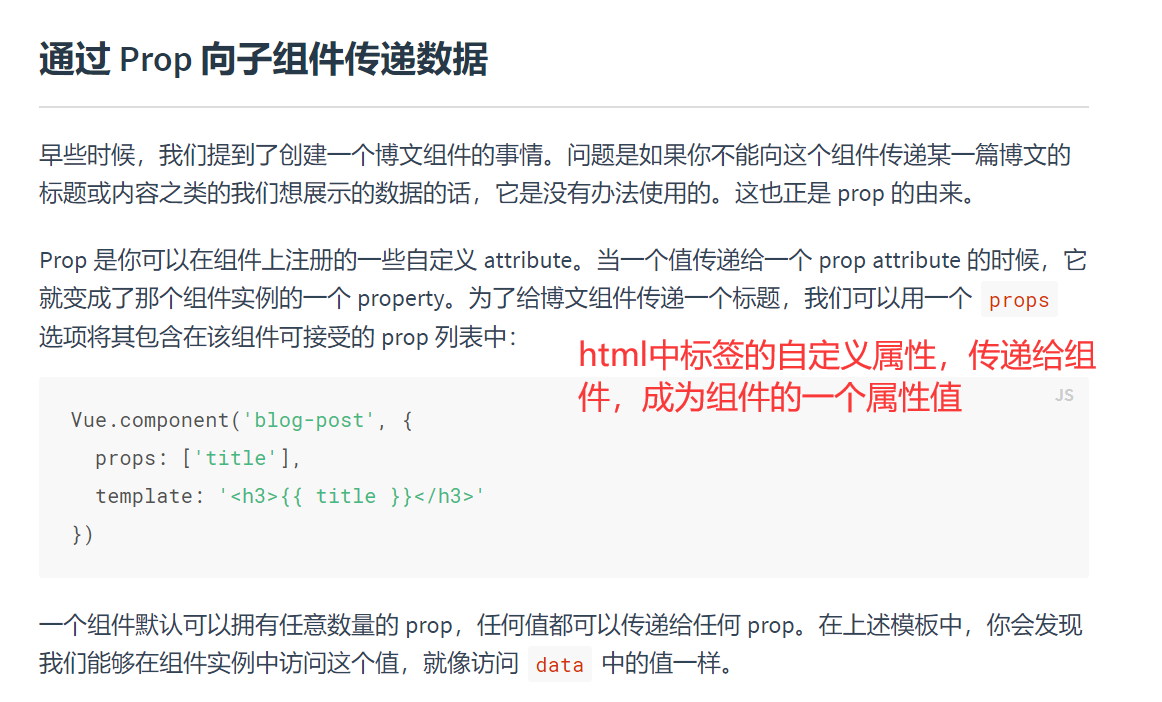 通过 Prop 向子组件传递数据
早些时候，我们提到了创建一个博文组件的事情。问题是如果你不能向这个组件传递某一篇博文的
标题或内容之类的我们想展示的数据的话，它是没有办法使用的。这也正是 prop 的由来。
Prop 是你可以在组件上注册的一些自定义 attribute。当一个值传递给一个 prop attribute 的时候，它
就变成了那个组件实例的一个 property。为了给博文组件传递一个标题，我们可以用一个 props
选项将其包含在该组件可接受的 prop 列表中：
html中标签的自定义属性，传递给组
件，成为组件的一个属性值
JS
Vue.component('blog-post', {
  props: ['title'],
  template: '<h3>{{ title }}</h3>'
})
一个组件默认可以拥有任意数量的 prop，任何值都可以传递给任何 prop。在上述模板中，你会发现
我们能够在组件实例中访问这个值，就像访问 data 中的值一样。